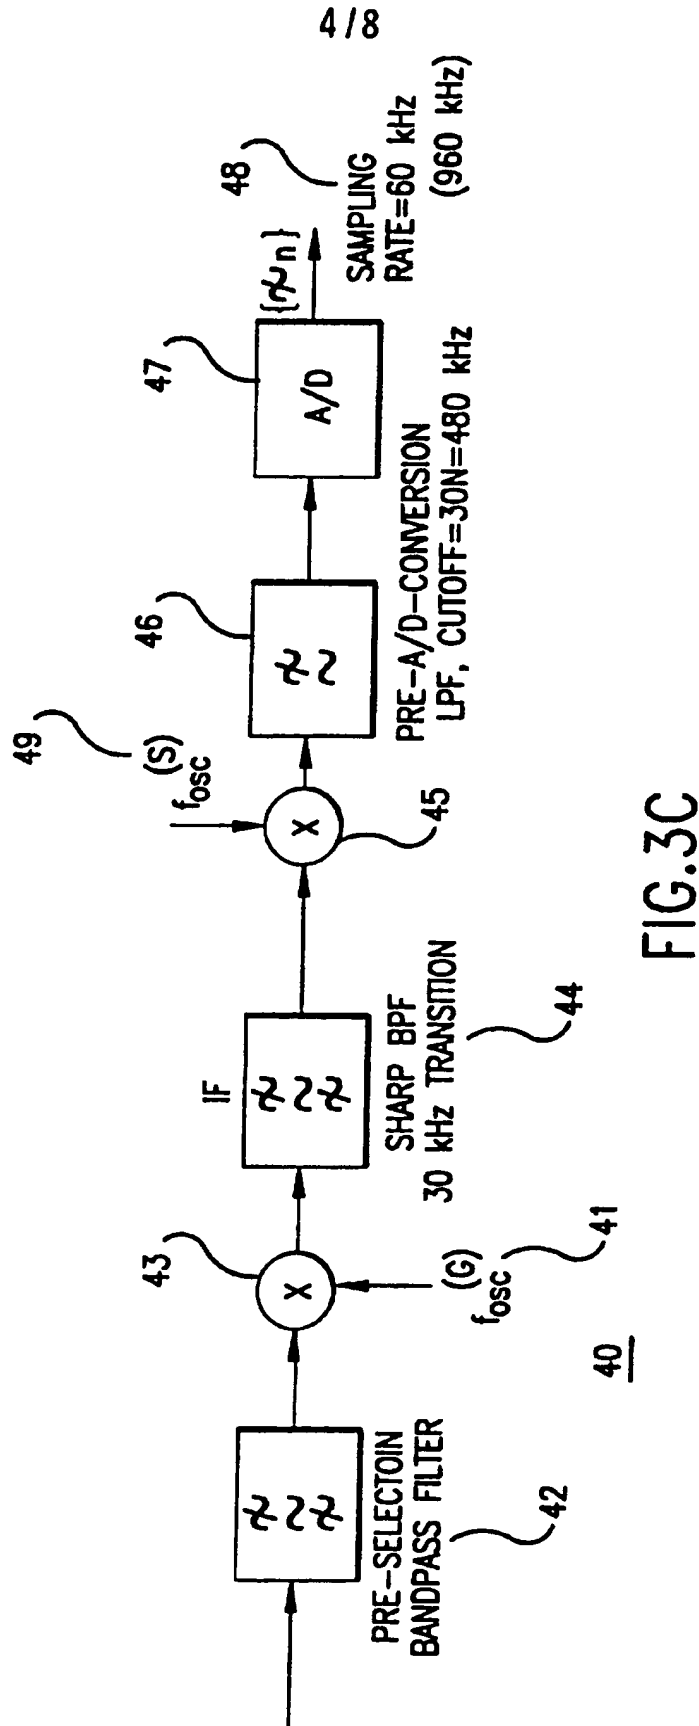 4/8
PRE-SELECTOIN
BANDPASS FILTER
42
43
X
(G)
fosc
41
40
IF
SHARP BPF
30 kHz TRANSITION
44
X
45
(S)
fosc
49
46
PRE-A/D-CONVERSION
LPF, CUTOFF=30N=480 kHz
47
A/D
48
SAMPLING
RATE=60 kHz
(960 kHz)
FIG.3C